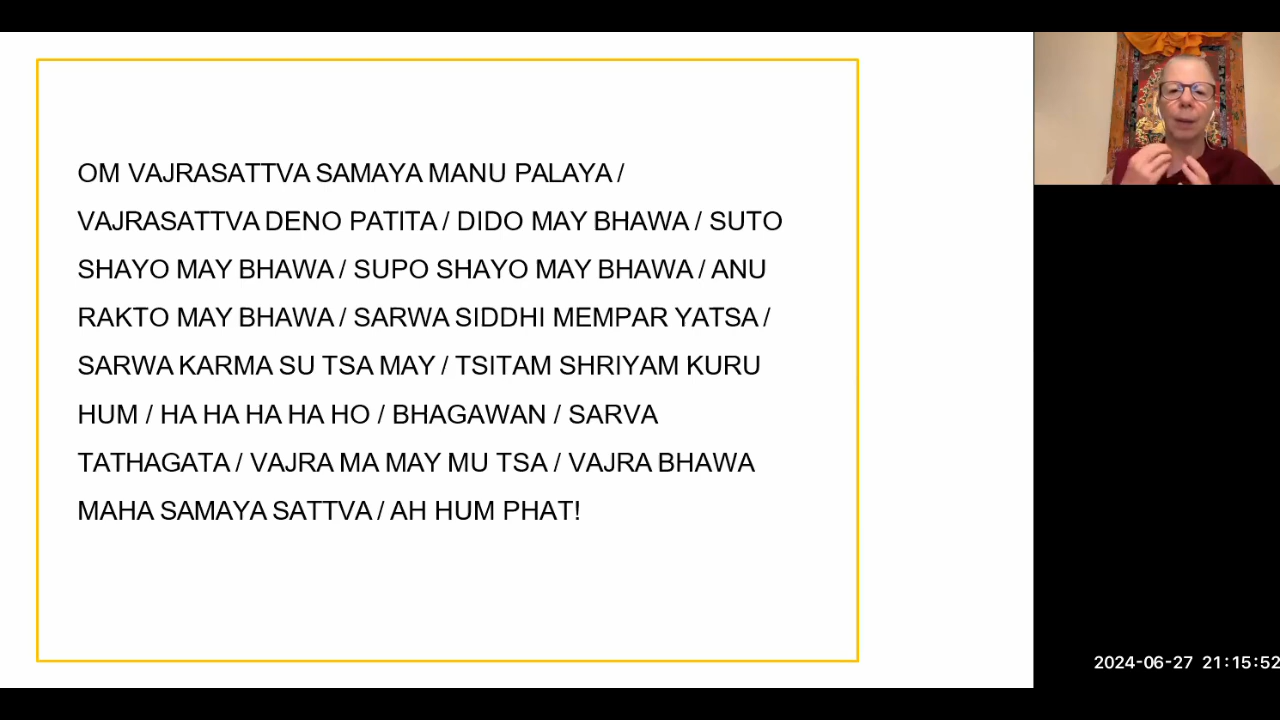 OM VAJRASATTVA SAMAYA MANU PALAYA /
VAJRASATTVA DENO PATITA / DIDO MAY BHAWA / SUTO
SHAYO MAY BHAWA / SUPO SHAYO MAY BHAWA / ANU
RAKTO MAY BHAWA / SARWA SIDDHI MEMPAR YATSA /
SARWA KARMA SU TSA MAY / TSITAM SHRIYAM KURU
HUM / HA HA HA HA HO / BHAGAWAN / SARVA
TATHAGATA / VAJRA MA MAY MU TSA / VAJRA BHAWA
MAHA SAMAYA SATTVA / AH HUM PHAT!
2024-06-27 21:15:52